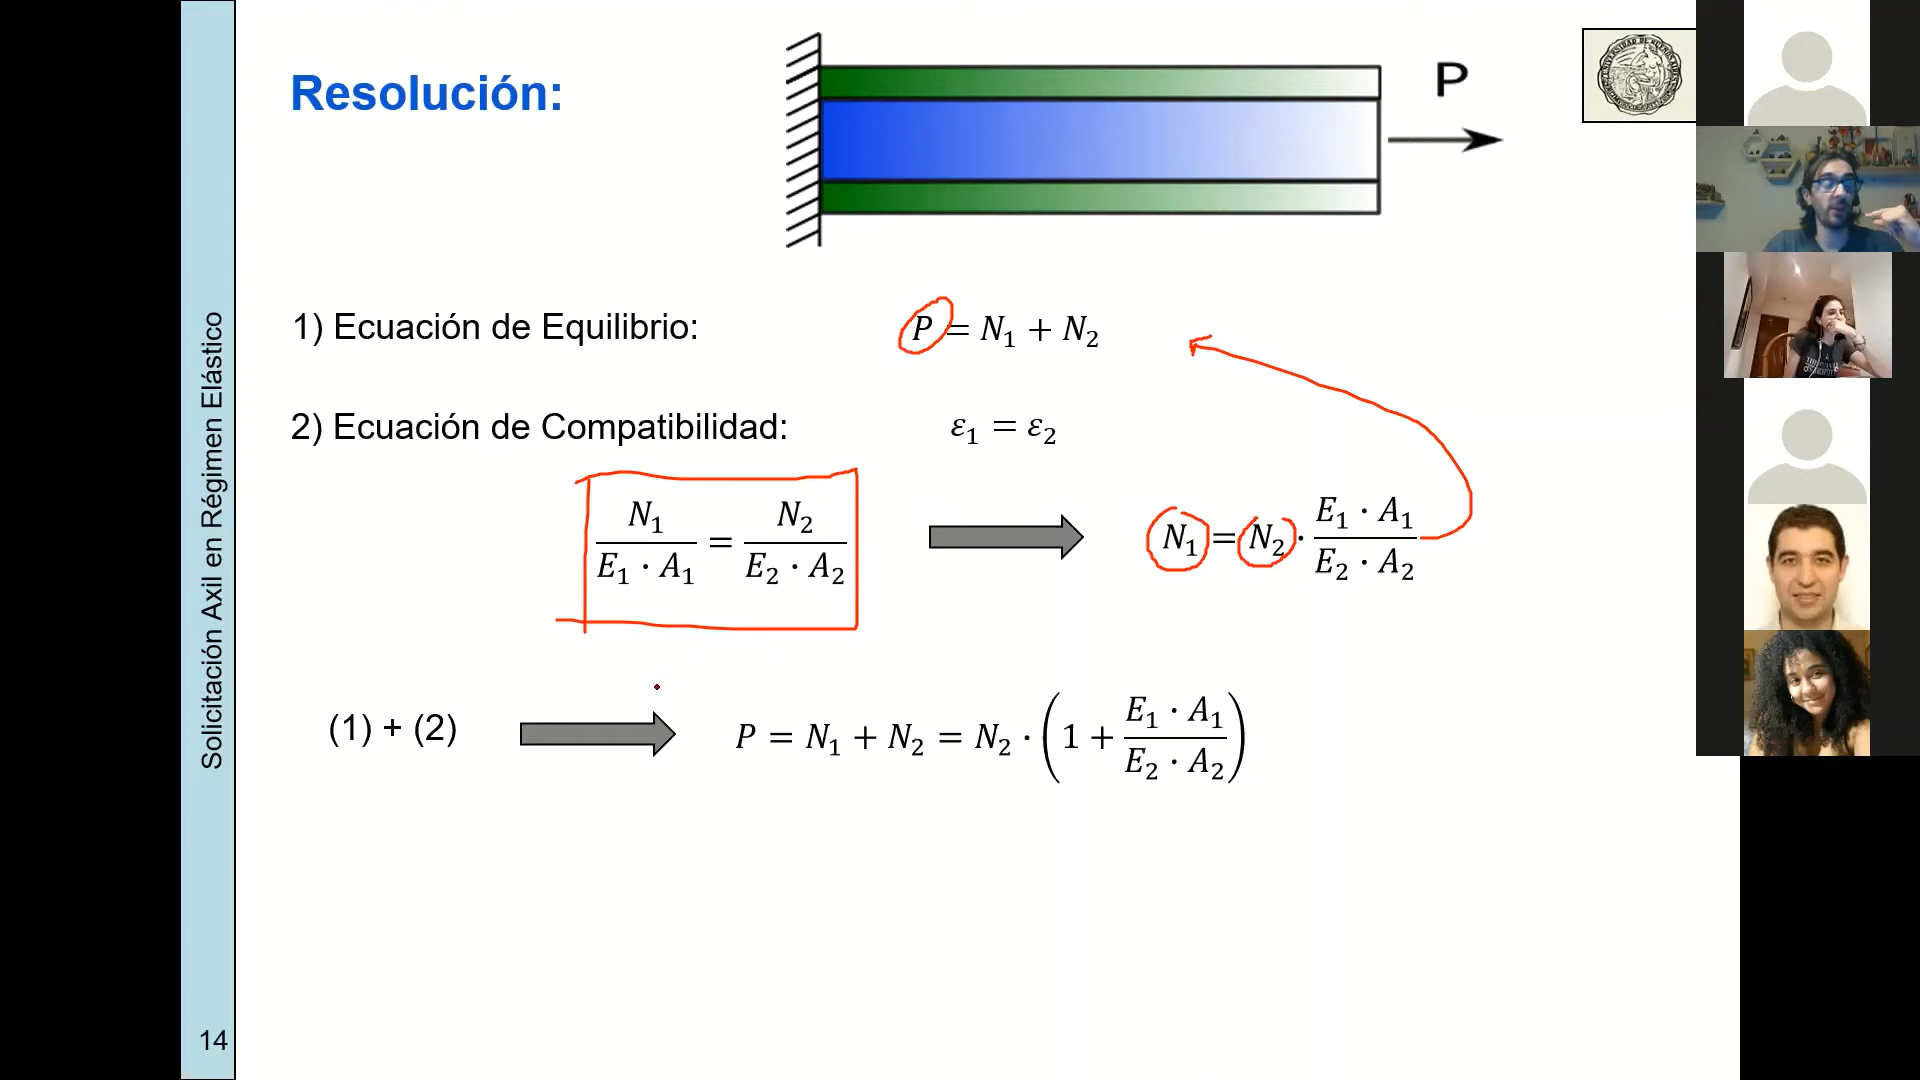 Resolución:
P
1) Ecuación de Equilibrio:
P = N₁ + N₂
2) Ecuación de Compatibilidad:
ε₁ = ε₂
N₁ / (E₁ · A₁) = N₂ / (E₂ · A₂)
N₁ = N₂ · (E₁ · A₁) / (E₂ · A₂)
(1) + (2)
P = N₁ + N₂ = N₂ · (1 + (E₁ · A₁) / (E₂ · A₂))
Solicitación Axil en Régimen Elástico
14